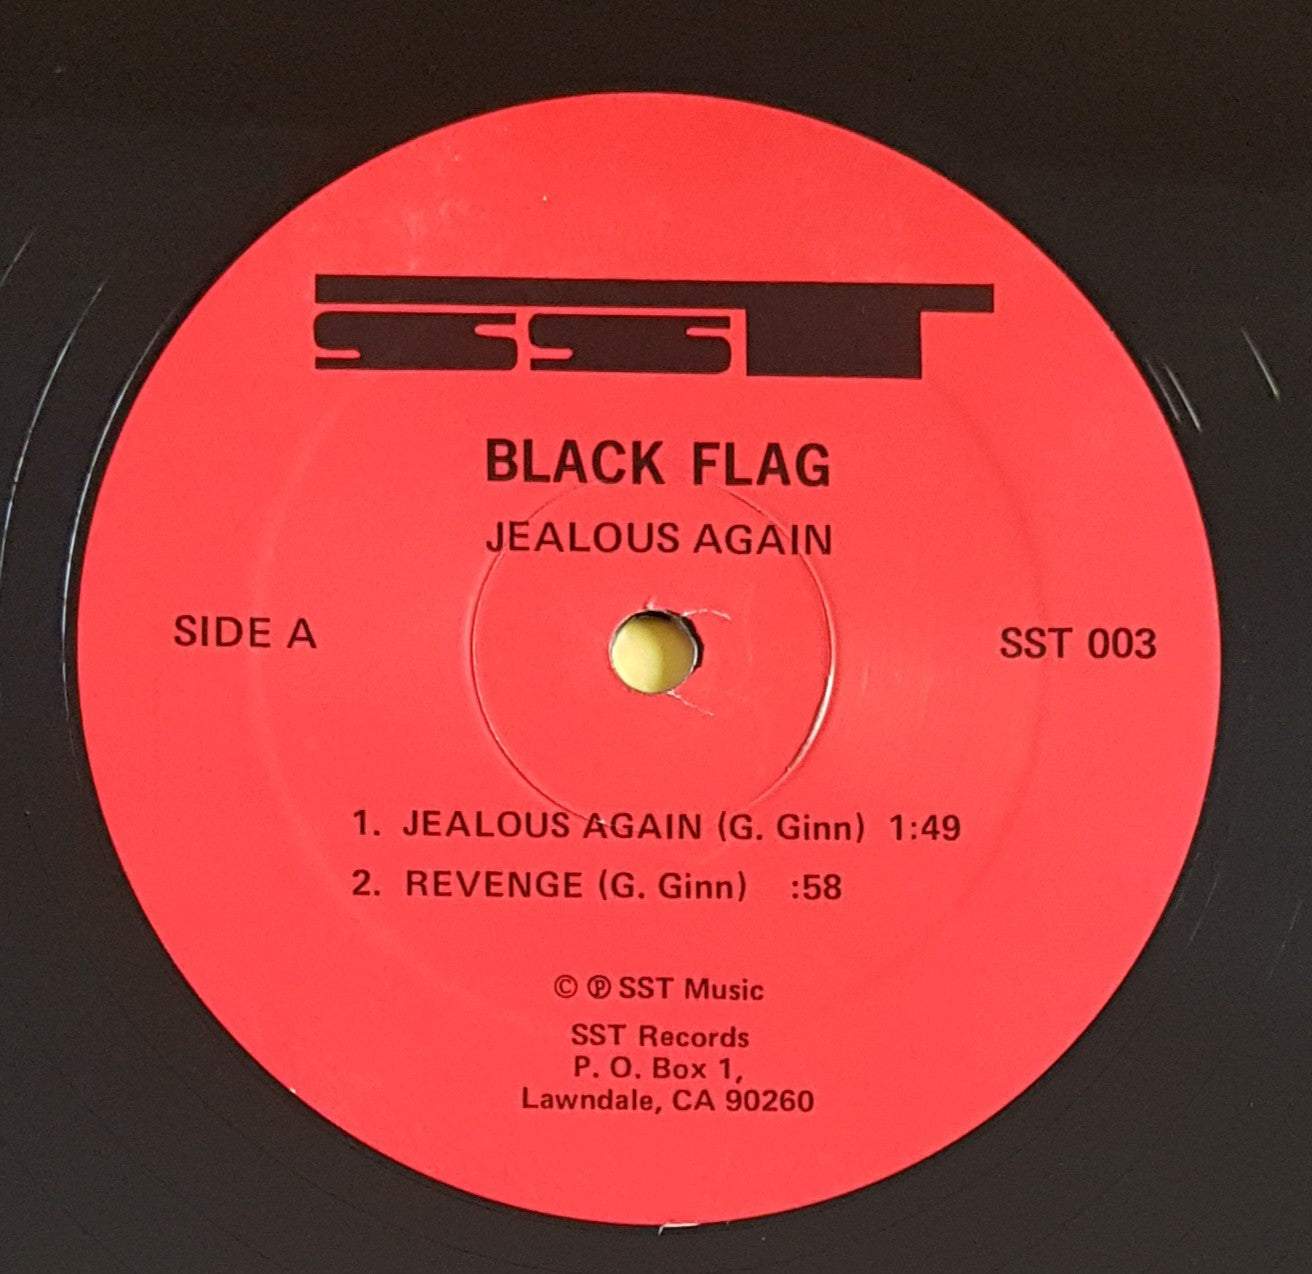 SST
BLACK FLAG
JEALOUS AGAIN
SIDE A
SST 003
1. JEALOUS AGAIN (G. Ginn) 1:49
2. REVENGE (G. Ginn) :58
© ℗ SST Music
SST Records
P. O. Box 1,
Lawndale, CA 90260